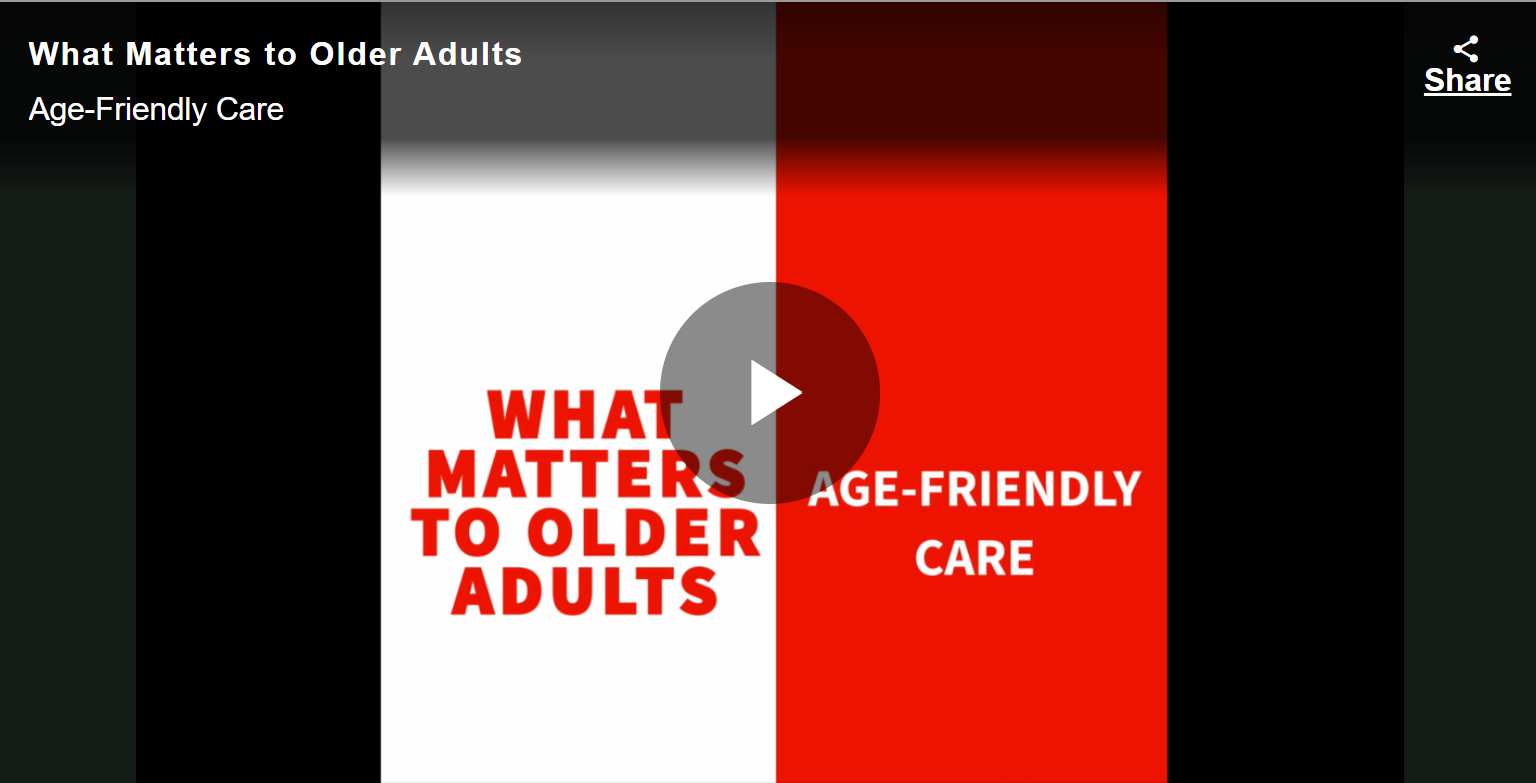 What Matters to Older Adults
Age-Friendly Care
Share
WHAT
MATTERS
TO OLDER
ADULTS
AGE-FRIENDLY
CARE